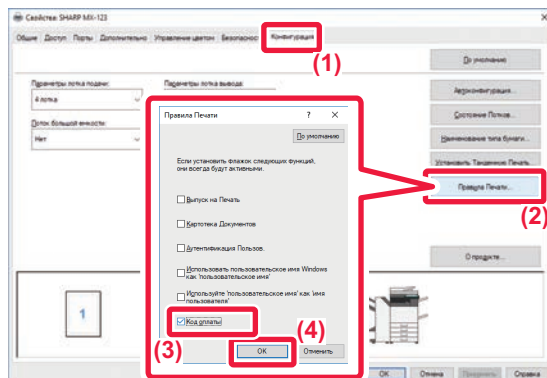 Свойства: SHARP MX-123
Общие Доступ Порты Дополнительно Управление цветом Безопасность Конфигурация
(1)
По умолчанию
Параметры лотка подачи:
Параметры лотка вывода:
4 лотка
Автоконфигурация...
Состояние Лотков...
Лоток большой емкости:
Нет
Наименование типа бумаги...
Установить Тандемную Печать...
Правила Печати...
(2)
О продукте...
Правила Печати
По умолчанию
Если установить флажок следующих функций,
они всегда будут активными.
Выпуск на Печать
Картотека Документов
Аутентификация Пользов.
Использовать пользовательское имя Windows
как 'пользовательское имя'
Используйте 'пользовательское имя' как 'имя
пользователя'
Код оплаты
(3)
(4)
OK
Отменить
1
OK
Отмена
Применить
Справка